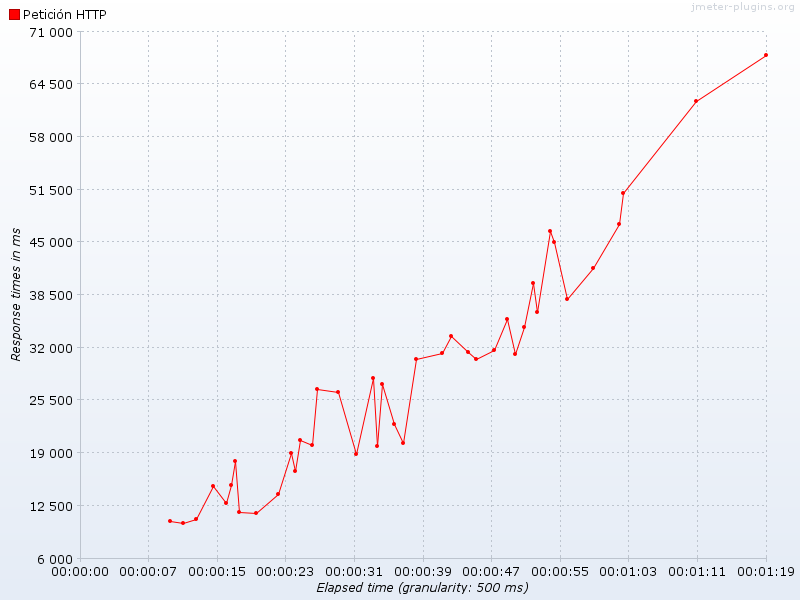 jmeter-plugins.org
Petición HTTP
71 000
64 500
58 000
51 500
45 000
38 500
32 000
25 500
19 000
12 500
6 000
Response times in ms
00:00:00 00:00:07 00:00:15 00:00:23 00:00:31 00:00:39 00:00:47 00:00:55 00:01:03 00:01:11 00:01:19
Elapsed time (granularity: 500 ms)